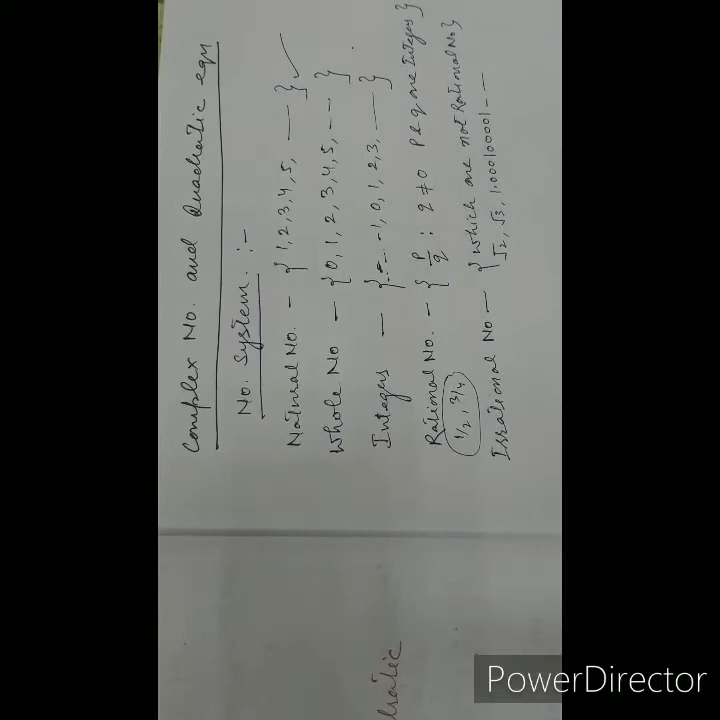 Complex No. and Quadratic eqn
No. System :-
Natural No. - { 1, 2, 3, 4, 5, --- } ✓
Whole No - { 0, 1, 2, 3, 4, 5, --- }
Integers - { -1, 0, 1, 2, 3, --- }
Rational No. - { p/q : q ≠ 0 p & q are Integers }
1/2, 3/4
Irrational No - { which are not Rational No }
√2, √3, 1.000100001 - - -
dratic
PowerDirector